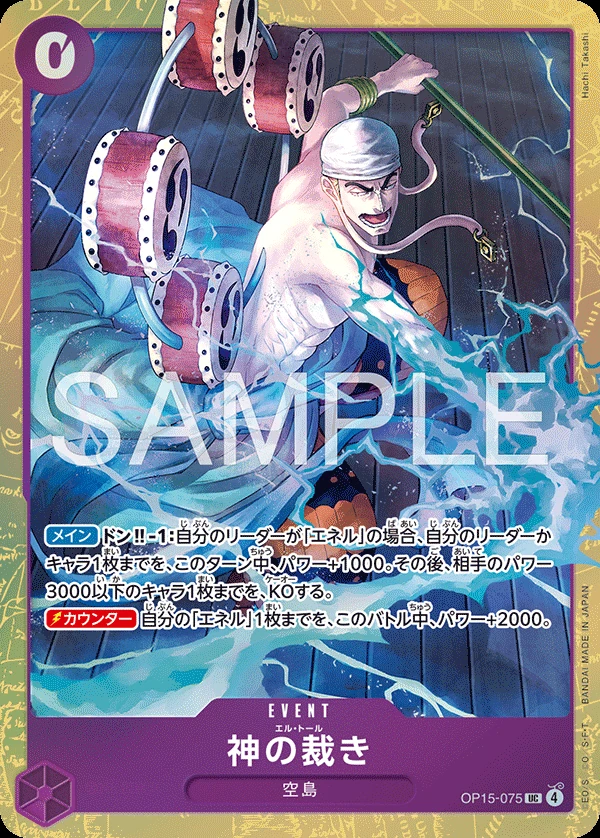 0
Hachi Takashi
SAMPLE
メイン ドン!!-1:自分のリーダーが「エネル」の場合、自分のリーダーか
キャラ1枚までを、このターン中、パワー+1000。その後、相手のパワー
3000以下のキャラ1枚までを、KOする。
カウンター 自分の「エネル」1枚までを、このバトル中、パワー+2000。
EVENT
エル・トール
神の裁き
空島
OP15-075 UC 4
BANDAI MADE IN JAPAN